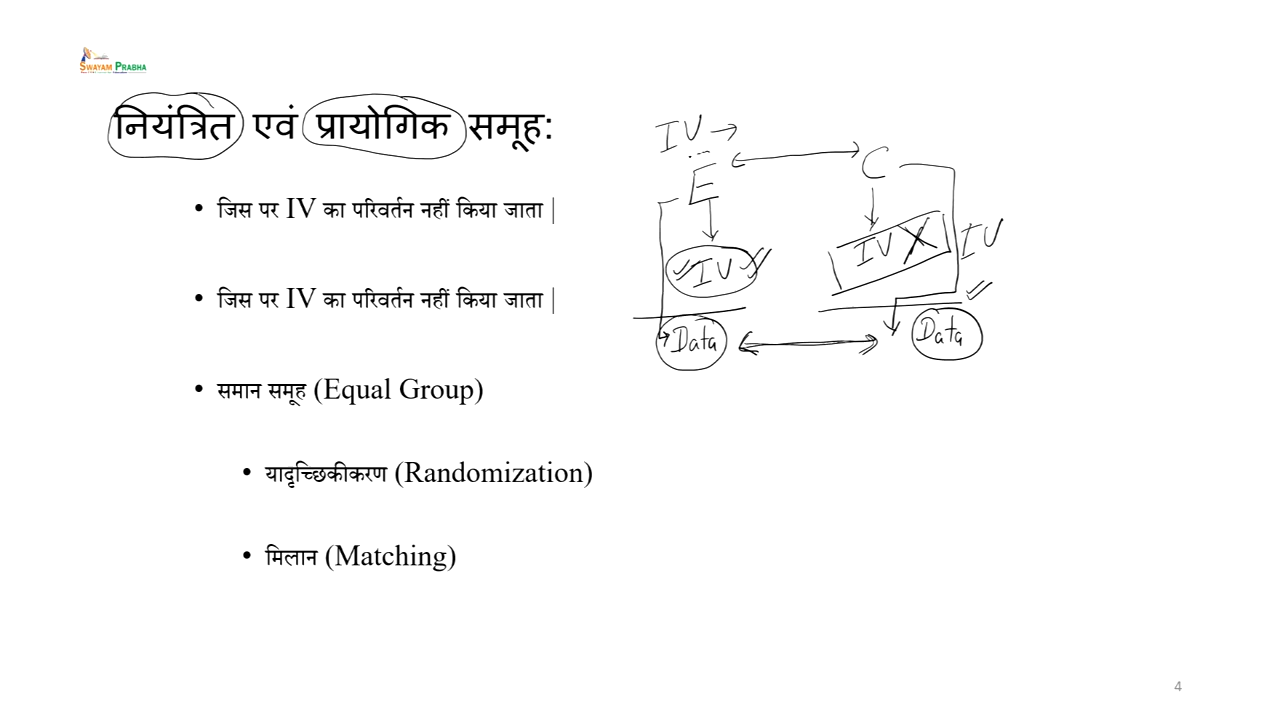 SWAYAM PRABHA
नियंत्रित एवं प्रायोगिक समूह:
• जिस पर IV का परिवर्तन नहीं किया जाता |
• जिस पर IV का परिवर्तन नहीं किया जाता |
• समान समूह (Equal Group)
• यादृच्छिकीकरण (Randomization)
• मिलान (Matching)
IV →
E C
IV IV X IV
Data Data
4